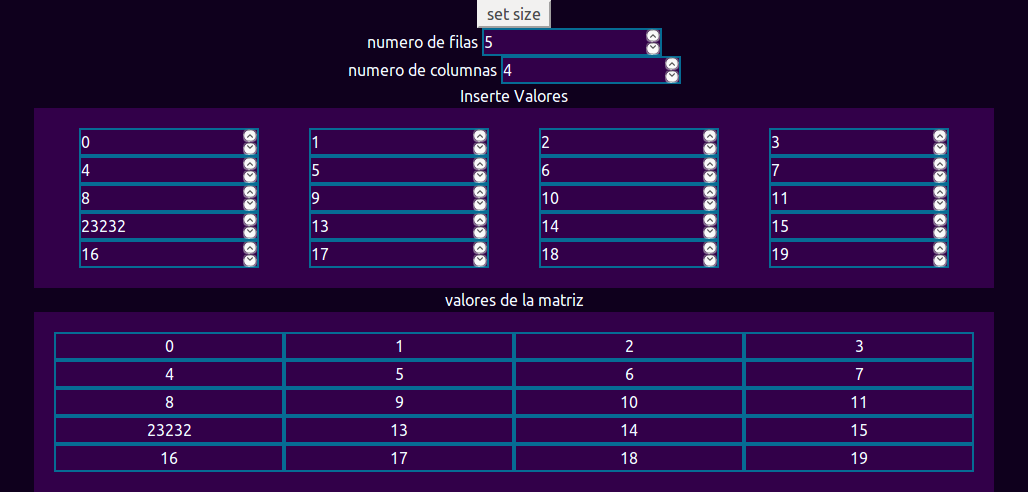 set size
numero de filas 5
numero de columnas 4
Inserte Valores
0 1 2 3
4 5 6 7
8 9 10 11
23232 13 14 15
16 17 18 19
valores de la matriz
0 1 2 3
4 5 6 7
8 9 10 11
23232 13 14 15
16 17 18 19